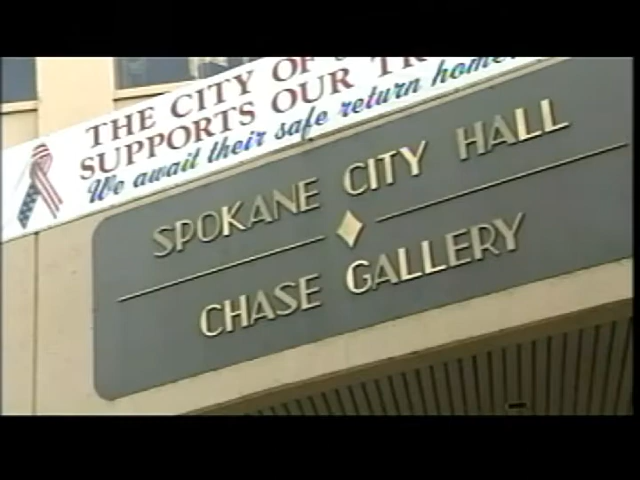 THE CITY OF
SUPPORTS OUR
We await their safe return home
SPOKANE CITY HALL
CHASE GALLERY